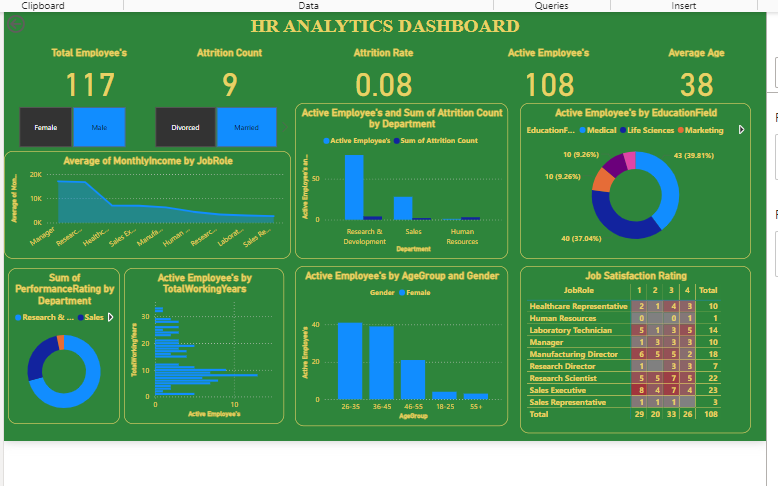 Clipboard
Data
Queries
Insert
HR ANALYTICS DASHBOARD
Total Employee's
Attrition Count
Attrition Rate
Active Employee's
Average Age
117
9
0.08
108
38
Female
Male
Divorced
Married
Average of MonthlyIncome by JobRole
Average of Mon...
20K
10K
0K
Manager
Researc...
Healthc...
Sales Ex...
Manufa...
Human ...
Researc...
Laborat...
Sales Re...
Active Employee's and Sum of Attrition Count
by Department
Active Employee's
Sum of Attrition Count
Active Employee's an...
50
0
Research &
Development
Sales
Human
Resources
Department
Active Employee's by EducationField
EducationF...
Medical
Life Sciences
Marketing
10 (9.26%)
43 (39.81%)
10 (9.26%)
40 (37.04%)
Sum of
PerformanceRating by
Department
Research & ...
Sales
Active Employee's by
TotalWorkingYears
TotalWorkingYears
30
20
10
0
0
10
Active Employee's
Active Employee's by AgeGroup and Gender
Gender
Female
Active Employee's
40
20
0
26-35
36-45
46-55
18-25
55+
AgeGroup
Job Satisfaction Rating
JobRole 1 2 3 4 Total
Healthcare Representative 2 1 4 3 10
Human Resources 0 0 1 1
Laboratory Technician 5 1 3 5 14
Manager 1 3 3 3 10
Manufacturing Director 6 5 5 2 18
Research Director 1 3 3 7
Research Scientist 5 5 7 5 22
Sales Executive 8 4 7 4 23
Sales Representative 1 1 1 3
Total 29 20 33 26 108